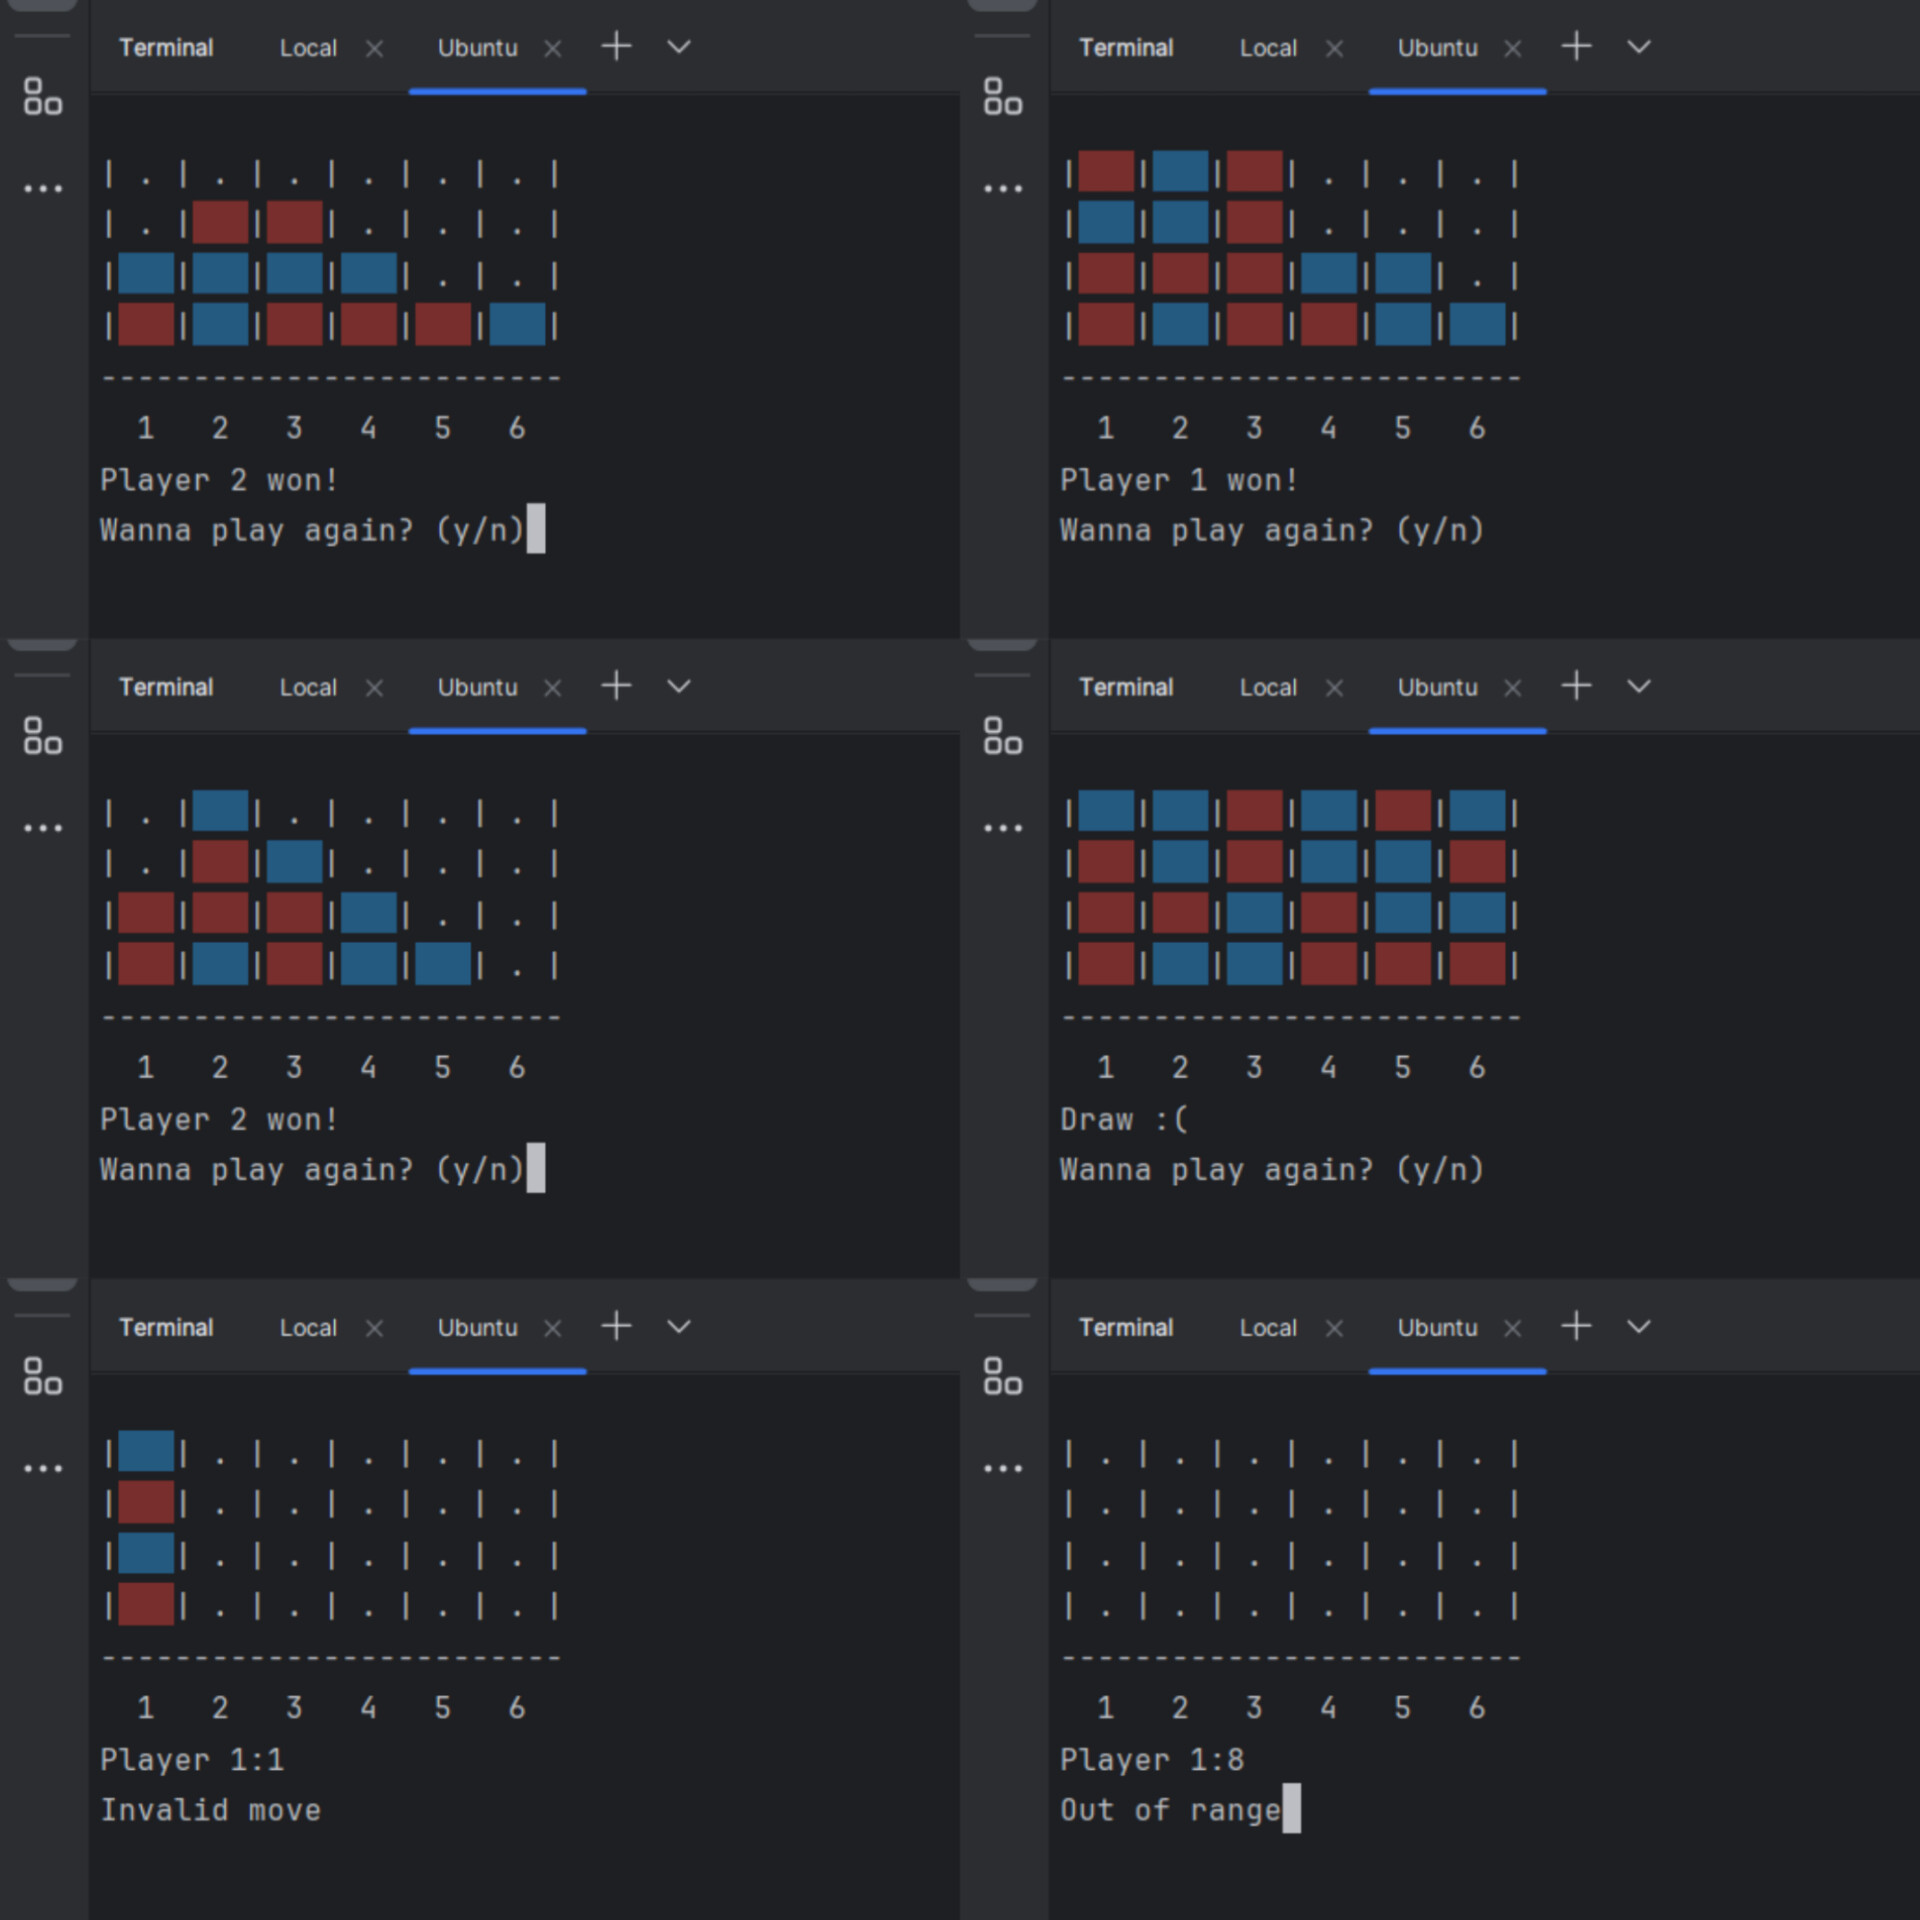 Terminal Local Ubuntu
| . | . | . | . | . | . |
| . | | | . | . | . |
| | | | | . | . |
| | | | | | |
-------------------------
1 2 3 4 5 6
Player 2 won!
Wanna play again? (y/n)
Terminal Local Ubuntu
| | | | . | . | . |
| | | | . | . | . |
| | | | | | . |
| | | | | | |
-------------------------
1 2 3 4 5 6
Player 1 won!
Wanna play again? (y/n)
Terminal Local Ubuntu
| . | | . | . | . | . |
| . | | | . | . | . |
| | | | | . | . |
| | | | | | . |
-------------------------
1 2 3 4 5 6
Player 2 won!
Wanna play again? (y/n)
Terminal Local Ubuntu
| | | | | | |
| | | | | | |
| | | | | | |
| | | | | | |
-------------------------
1 2 3 4 5 6
Draw :(
Wanna play again? (y/n)
Terminal Local Ubuntu
| | . | . | . | . | . |
| | . | . | . | . | . |
| | . | . | . | . | . |
| | . | . | . | . | . |
-------------------------
1 2 3 4 5 6
Player 1:1
Invalid move
Terminal Local Ubuntu
| . | . | . | . | . | . |
| . | . | . | . | . | . |
| . | . | . | . | . | . |
| . | . | . | . | . | . |
-------------------------
1 2 3 4 5 6
Player 1:8
Out of range